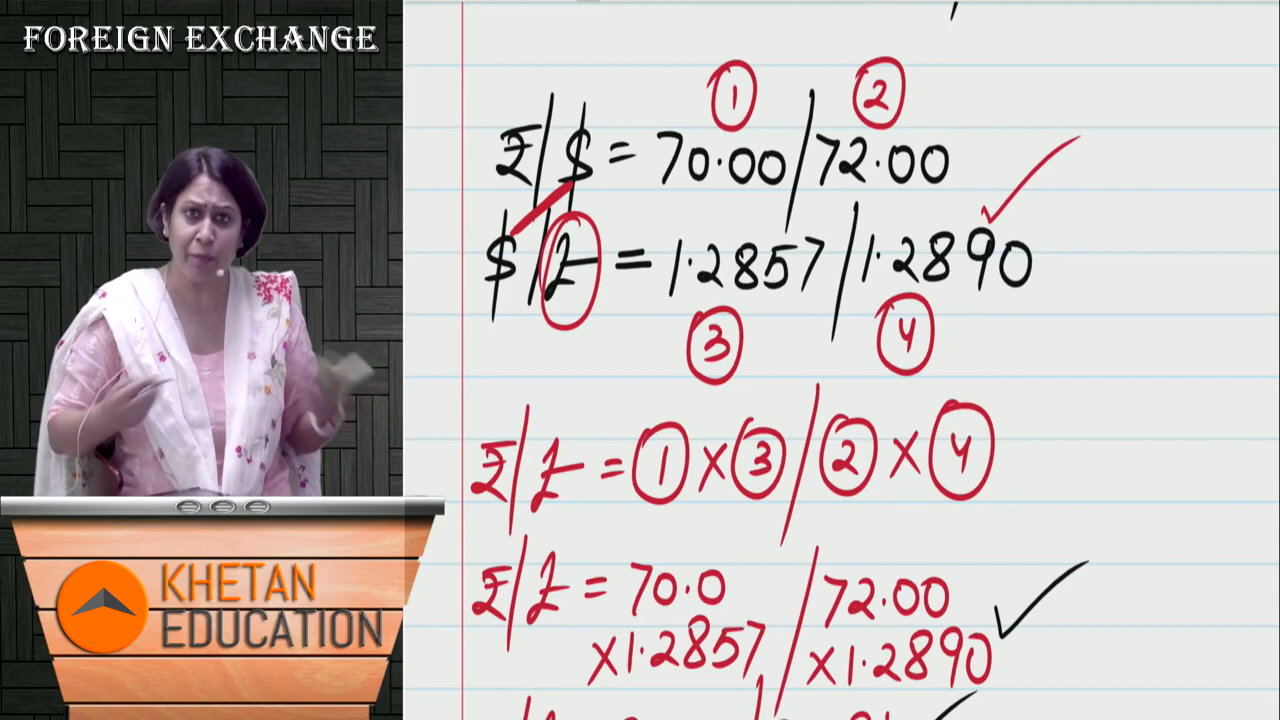 FOREIGN EXCHANGE
① ②
₹/$ = 70.00/72.00
$/£ = 1.2857/1.2890
③ ④
₹/£ = ①×③/②×④
₹/£ = 70.0 / 72.00
×1.2857 / ×1.2890
KHETAN
EDUCATION